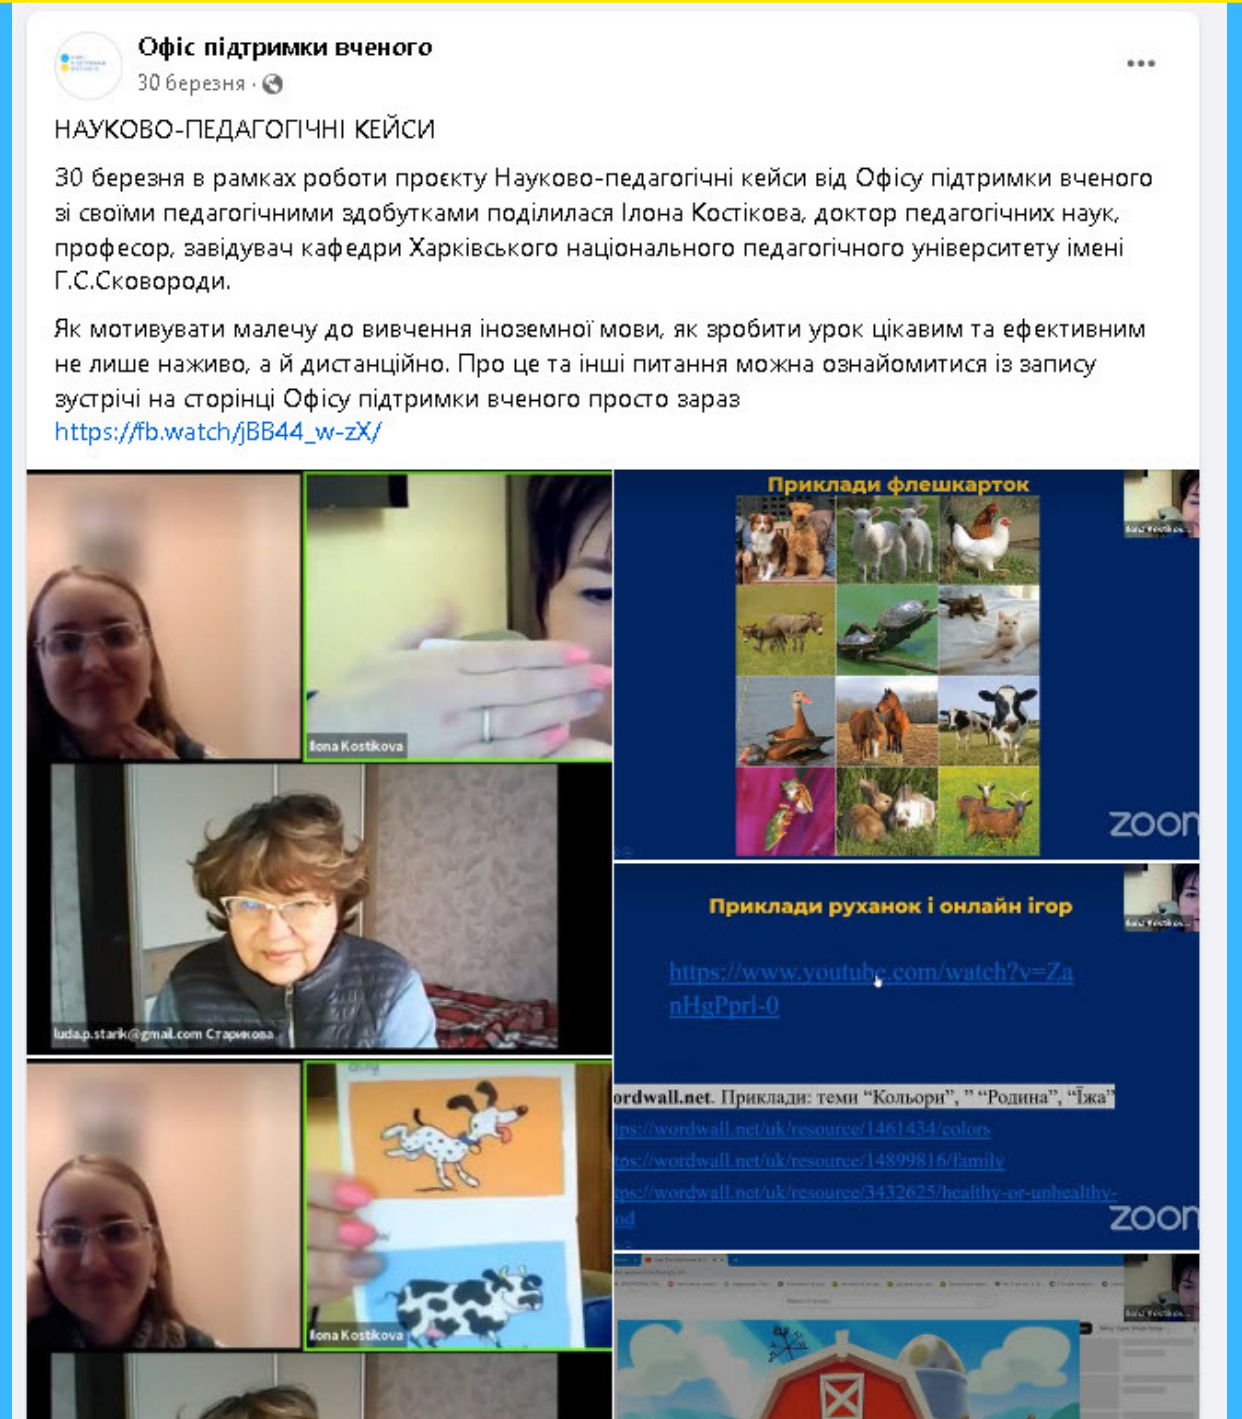 Офіс підтримки вченого
30 березня ·
НАУКОВО-ПЕДАГОГІЧНІ КЕЙСИ
30 березня в рамках роботи проєкту Науково-педагогічні кейси від Офісу підтримки вченого
зі своїми педагогічними здобутками поділилася Ілона Костікова, доктор педагогічних наук,
професор, завідувач кафедри Харківського національного педагогічного університету імені
Г.С.Сковороди.
Як мотивувати малечу до вивчення іноземної мови, як зробити урок цікавим та ефективним
не лише наживо, а й дистанційно. Про це та інші питання можна ознайомитися із запису
зустрічі на сторінці Офісу підтримки вченого просто зараз
https://fb.watch/jBB44_w-zX/
Ilona Kostikova
luda.p.starik@gmail.com Старикова
Ilona Kostikova
Приклади флешкарток
Ilona Kostikov...
zoom
Приклади руханок і онлайн ігор
Ilona Kostikov...
https://www.youtube.com/watch?v=Za
nHgPprl-0
ordwall.net. Приклади: теми “Кольори”, ” “Родина”, “Їжа”
tps://wordwall.net/uk/resource/1461434/colors
tps://wordwall.net/uk/resource/14899816/family
tps://wordwall.net/uk/resource/3432625/healthy-or-unhealthy-
od
zoom
Ilona Kostikov...